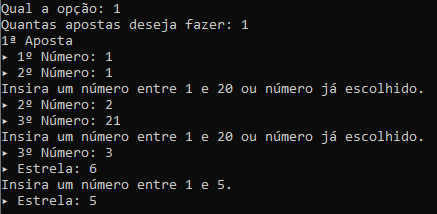 Qual a opção: 1
Quantas apostas deseja fazer: 1
1ª Aposta
▸ 1º Número: 1
▸ 2º Número: 1
Insira um número entre 1 e 20 ou número já escolhido.
▸ 2º Número: 2
▸ 3º Número: 21
Insira um número entre 1 e 20 ou número já escolhido.
▸ 3º Número: 3
▸ Estrela: 6
Insira um número entre 1 e 5.
▸ Estrela: 5